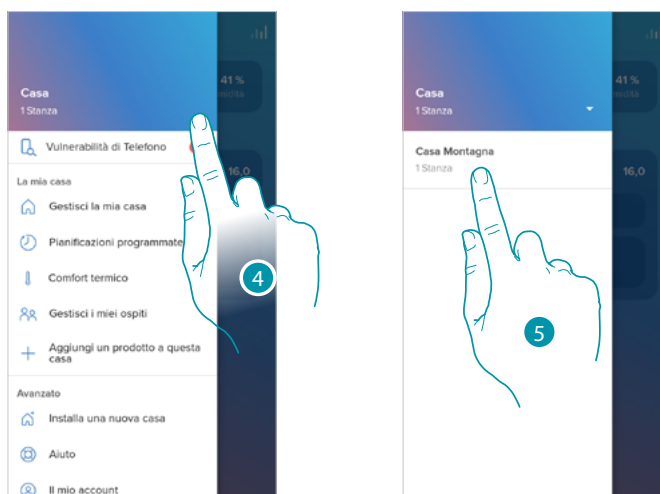 Casa
1 Stanza
41 %
midità
Vulnerabilità di Telefono
16,0
La mia casa
Gestisci la mia casa
Pianificazioni programmate
Comfort termico
4
Gestisci i miei ospiti
Aggiungi un prodotto a questa
casa
Avanzato
Installa una nuova casa
Aiuto
Il mio account
Casa
1 Stanza
41 %
midità
Casa Montagna
1 Stanza
16,0
5